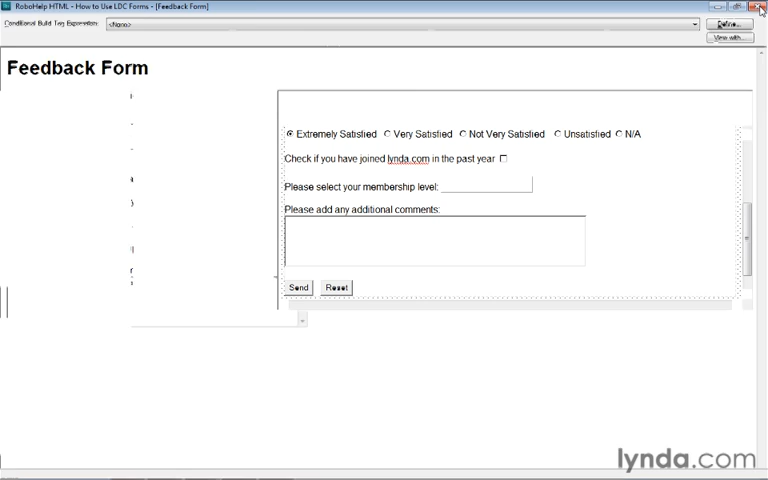 RoboHelp HTML - How to Use LDC Forms - [Feedback Form]
Conditional Build Tag Expression: <None>
Define...
View with...
Feedback Form
Extremely Satisfied Very Satisfied Not Very Satisfied Unsatisfied N/A
Check if you have joined lynda.com in the past year
Please select your membership level:
Please add any additional comments:
Send Reset
lynda.com